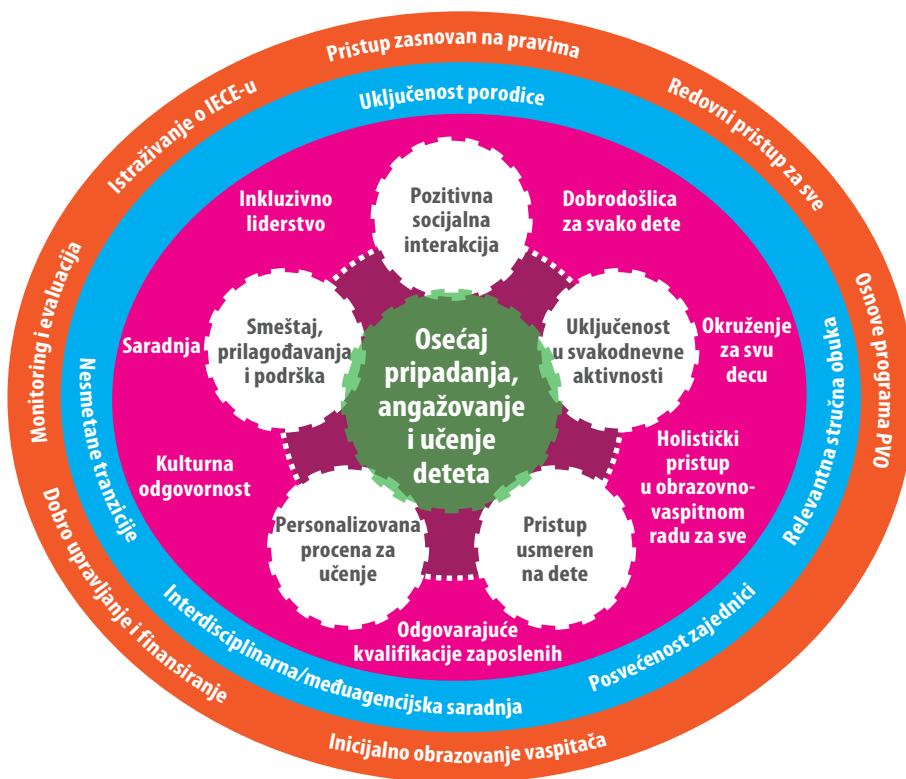 Pristup zasnovan na pravima
Redovni pristup za sve
Osnove programa PVO
Inicijalno obrazovanje vaspitača
Dobro upravljanje i finansiranje
Monitoring i evaluacija
Istraživanje o IECE-u
Uključenost porodice
Relevantna stručna obuka
Posvećenost zajednici
Interdisciplinarna/međuagencijska saradnja
Nesmetane tranzicije
Inkluzivno
liderstvo
Dobrodošlica
za svako dete
Okruženje
za svu
decu
Holistički
pristup
u obrazovno-
vaspitnom
radu za sve
Odgovarajuće
kvalifikacije zaposlenih
Kulturna
odgovornost
Saradnja
Pozitivna
socijalna
interakcija
Uključenost
u svakodnevne
aktivnosti
Pristup
usmeren
na dete
Personalizovana
procena za
učenje
Smeštaj,
prilagođavanja
i podrška
Osećaj
pripadanja,
angažovanje
i učenje
deteta